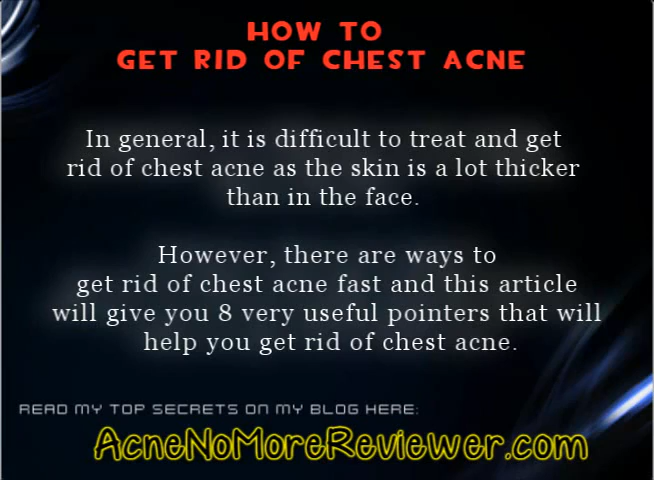 HOW TO
GET RID OF CHEST ACNE
In general, it is difficult to treat and get
rid of chest acne as the skin is a lot thicker
than in the face.
However, there are ways to
get rid of chest acne fast and this article
will give you 8 very useful pointers that will
help you get rid of chest acne.
READ MY TOP SECRETS ON MY BLOG HERE:
AcneNoMoreReviewer.com